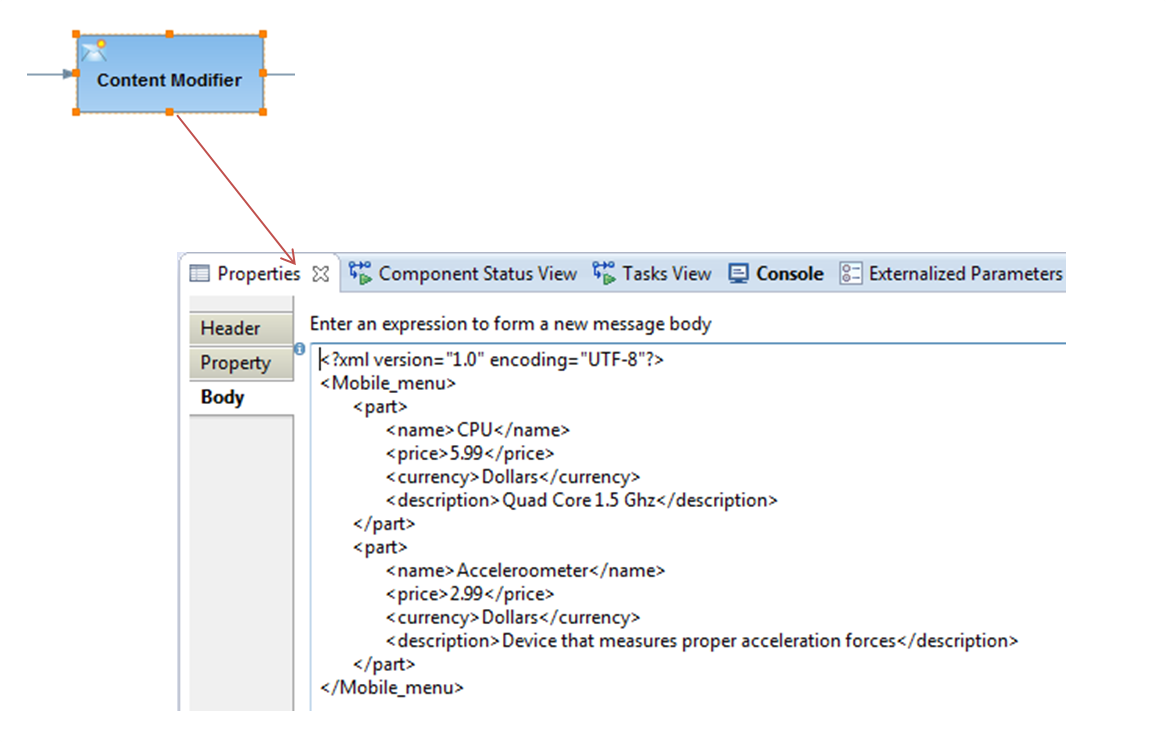 Content Modifier
Properties Component Status View Tasks View Console Externalized Parameters
Header
Property
Body
Enter an expression to form a new message body
<?xml version="1.0" encoding="UTF-8"?>
<Mobile_menu>
<part>
<name>CPU</name>
<price>5.99</price>
<currency>Dollars</currency>
<description>Quad Core 1.5 Ghz</description>
</part>
<part>
<name>Acceleroometer</name>
<price>2.99</price>
<currency>Dollars</currency>
<description>Device that measures proper acceleration forces</description>
</part>
</Mobile_menu>